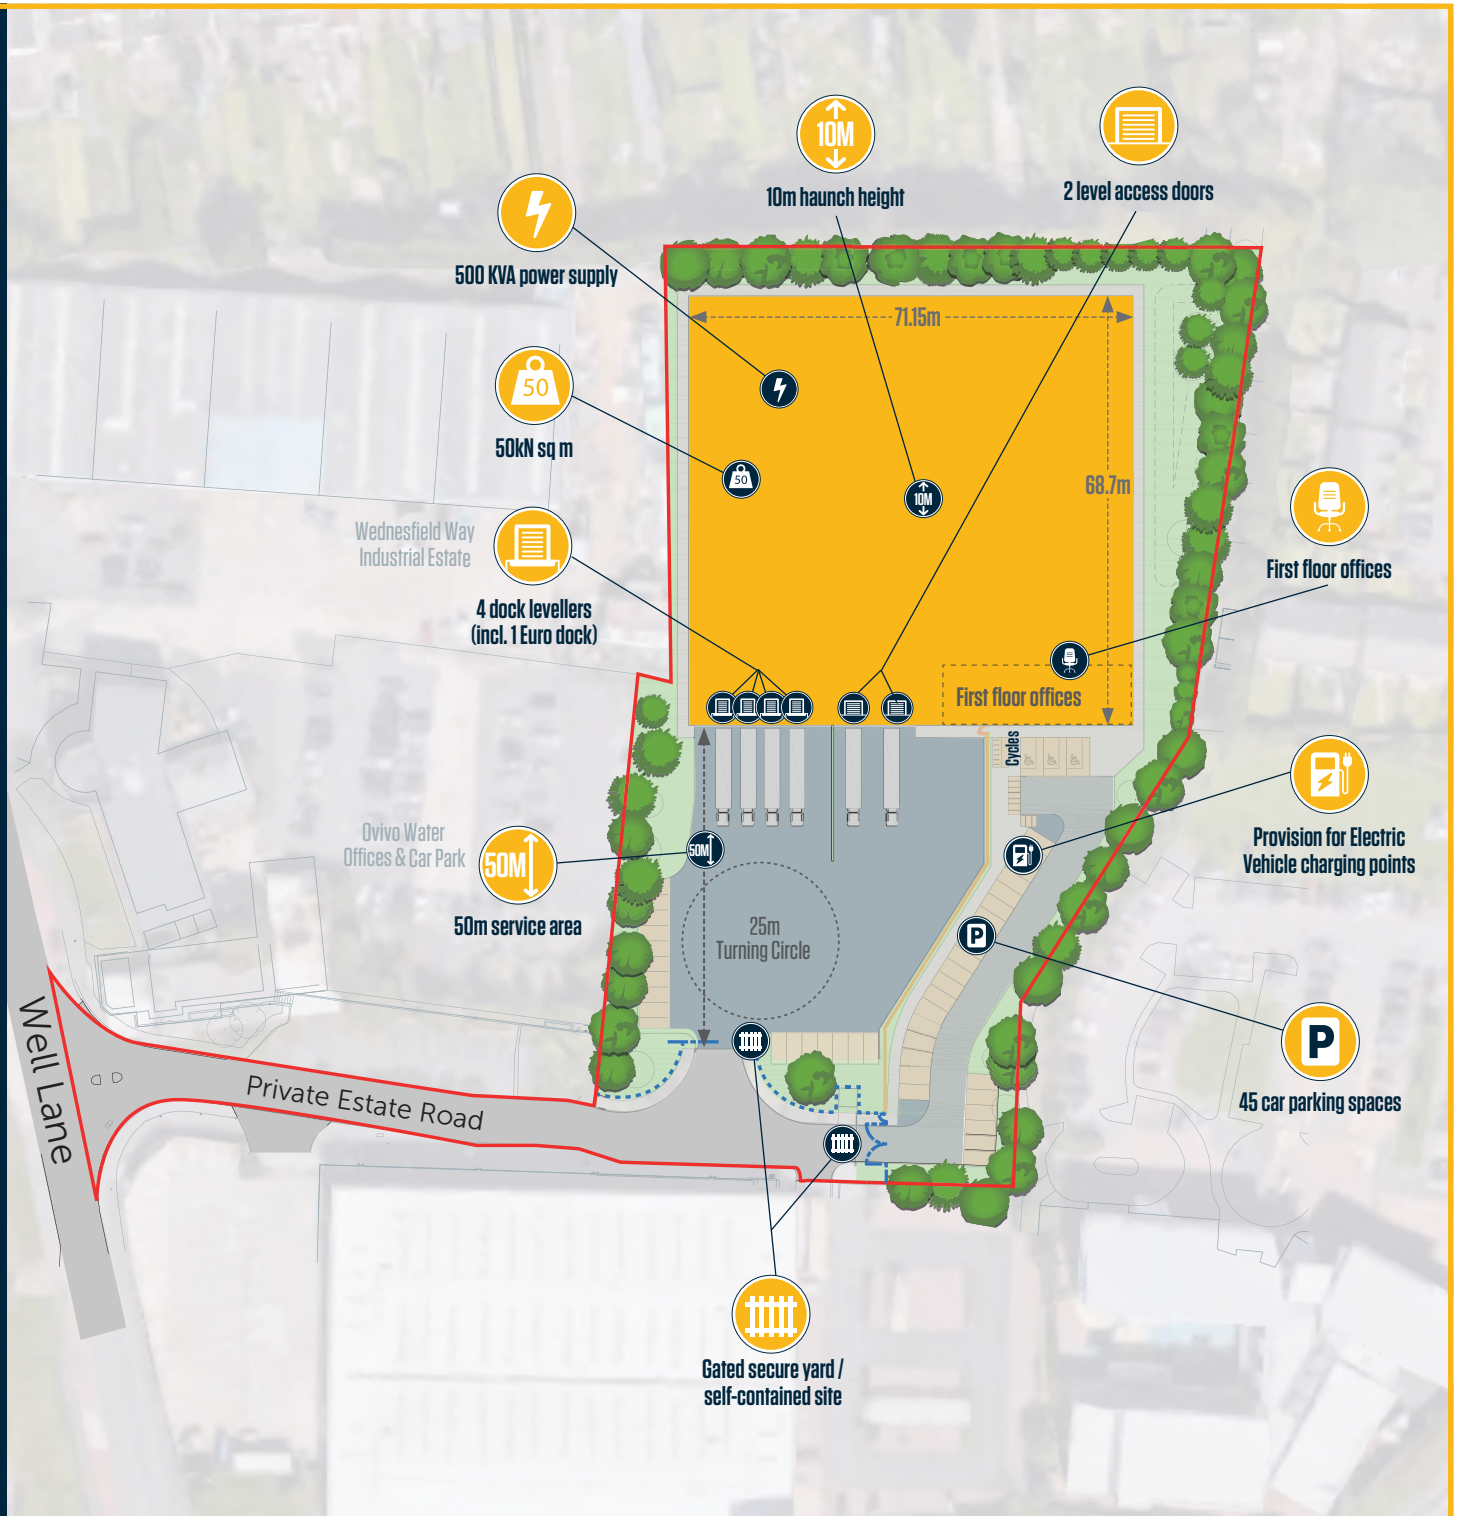 10M
10m haunch height
2 level access doors
500 KVA power supply
71.15m
50
50kN sq m
50
10M
68.7m
Wednesfield Way
Industrial Estate
4 dock levellers
(incl. 1 Euro dock)
First floor offices
First floor offices
Cycles
Ovivo Water
Offices & Car Park
50M
50M
50m service area
Provision for Electric
Vehicle charging points
25m
Turning Circle
P
P
45 car parking spaces
Well Lane
Private Estate Road
Gated secure yard /
self-contained site